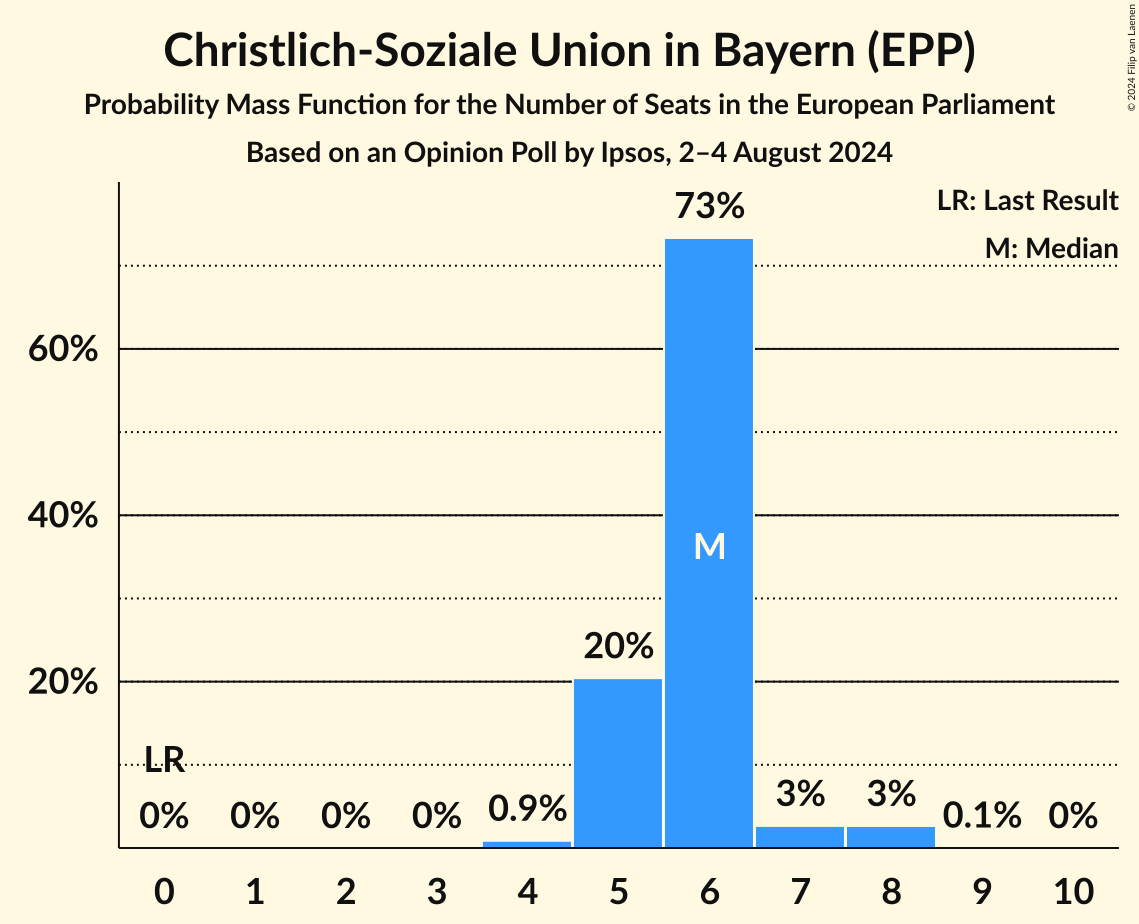 Christlich-Soziale Union in Bayern (EPP)
Probability Mass Function for the Number of Seats in the European Parliament
Based on an Opinion Poll by Ipsos, 2–4 August 2024
© 2024 Filip van Laenen
LR: Last Result
M: Median
73%
60%
40%
M
20%
20%
LR
0% 0% 0% 0% 0.9% 3% 3% 0.1% 0%
0 1 2 3 4 5 6 7 8 9 10